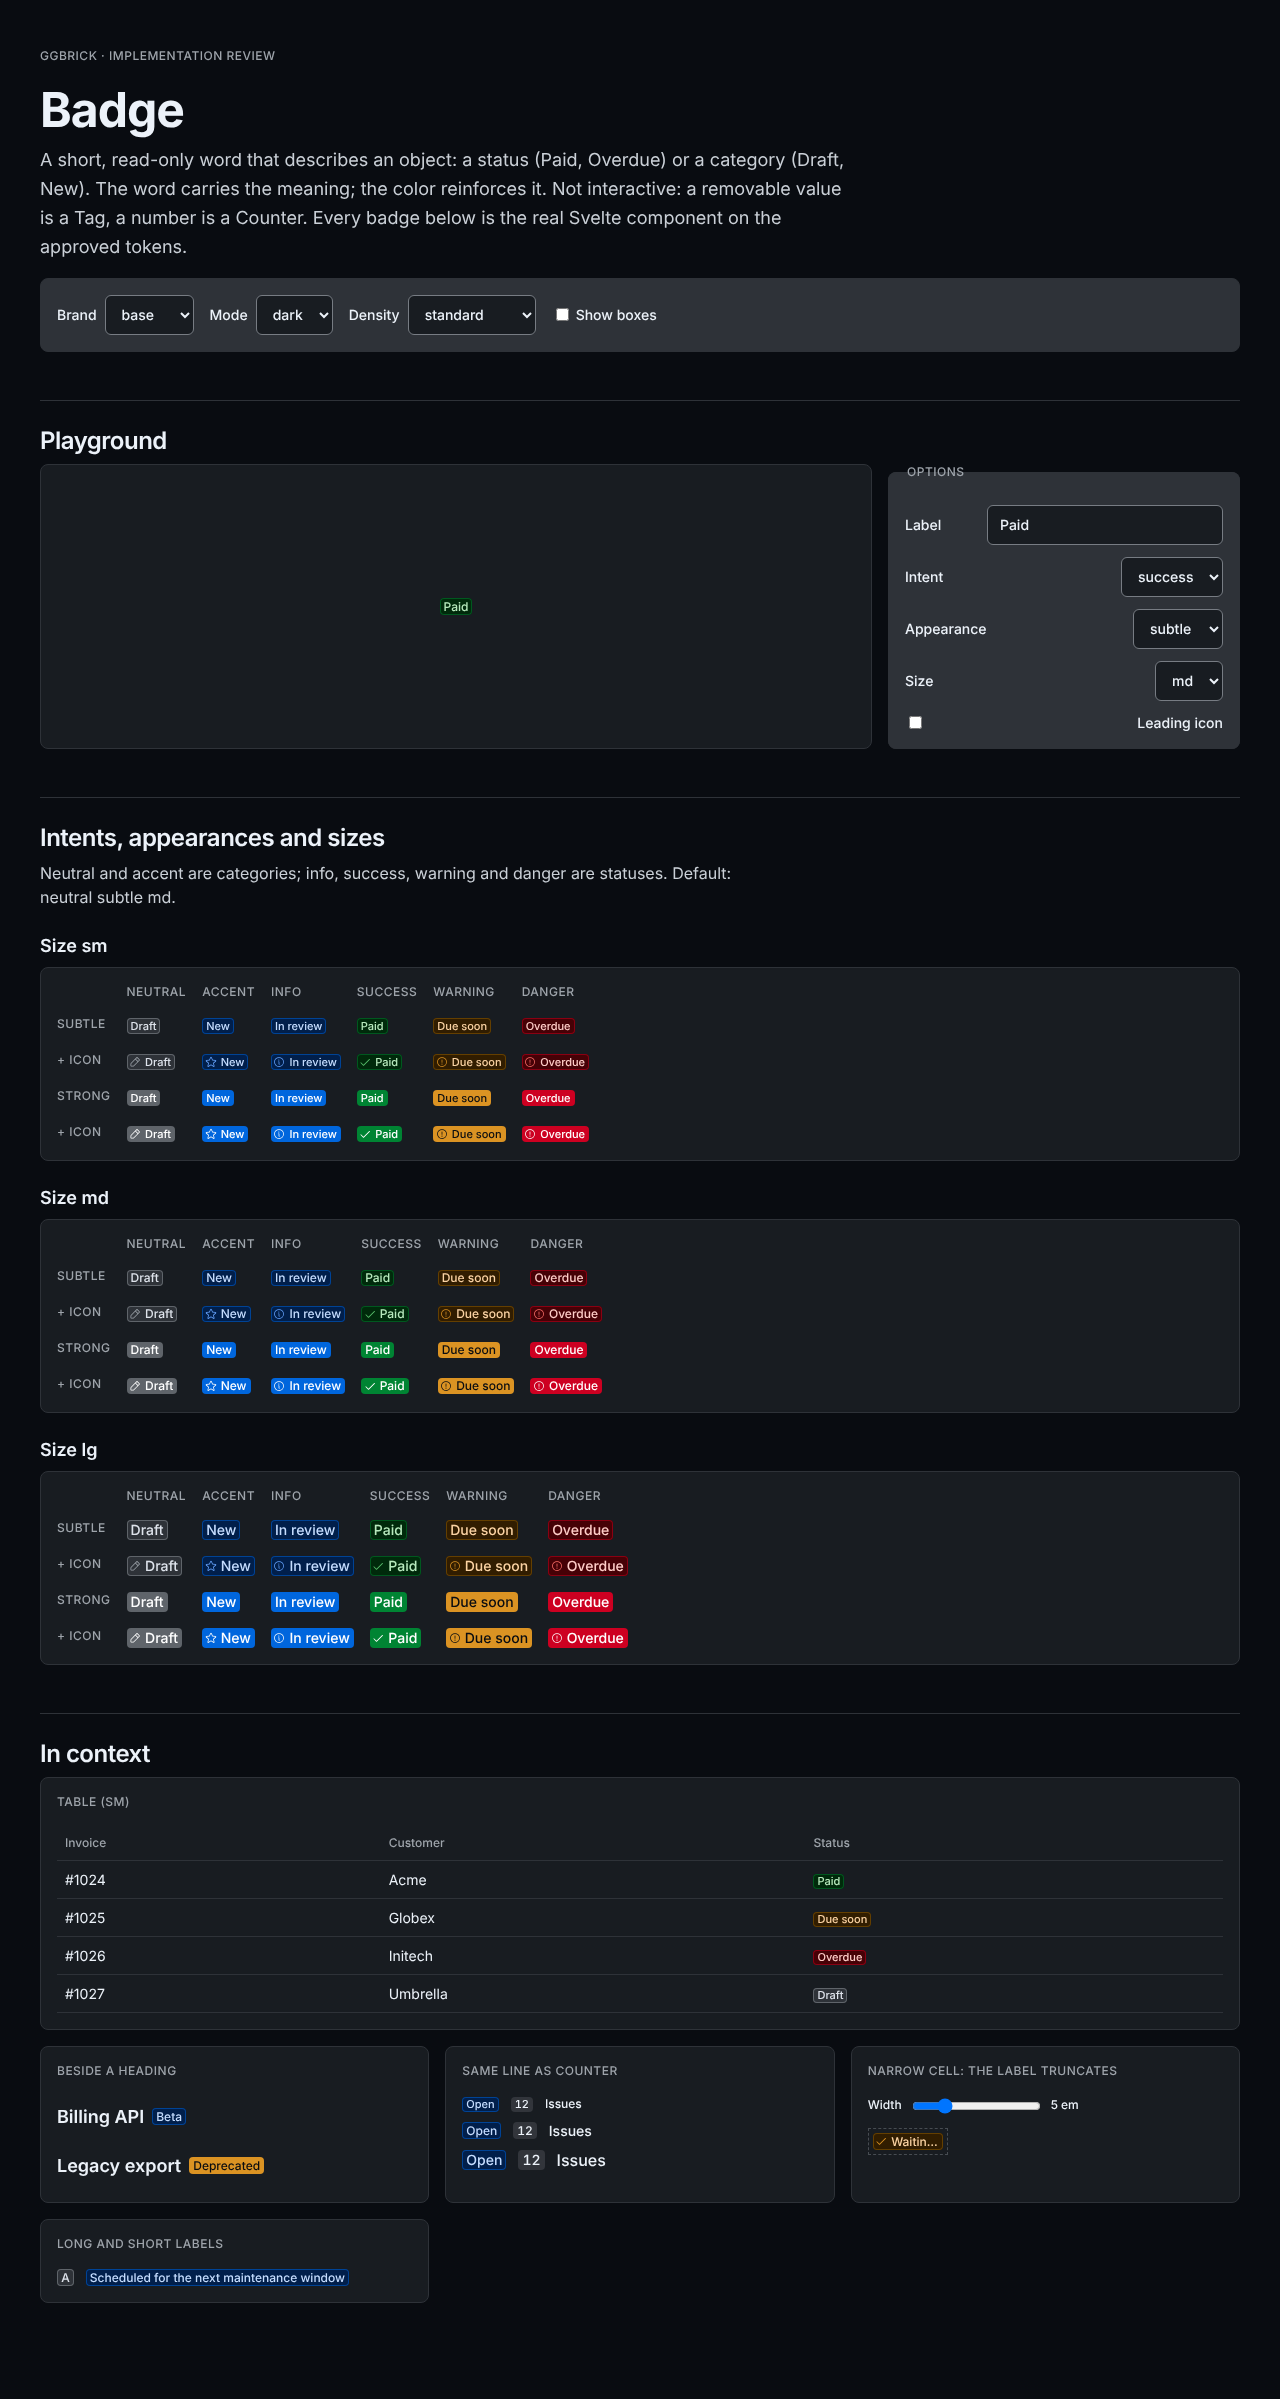 GGBRICK · IMPLEMENTATION REVIEW
Badge
A short, read-only word that describes an object: a status (Paid, Overdue) or a category (Draft,
New). The word carries the meaning; the color reinforces it. Not interactive: a removable value
is a Tag, a number is a Counter. Every badge below is the real Svelte component on the
approved tokens.
Brand base Mode dark Density standard Show boxes
Playground
Paid
OPTIONS
Label Paid
Intent success
Appearance subtle
Size md
Leading icon
Intents, appearances and sizes
Neutral and accent are categories; info, success, warning and danger are statuses. Default:
neutral subtle md.
Size sm
NEUTRAL ACCENT INFO SUCCESS WARNING DANGER
SUBTLE Draft New In review Paid Due soon Overdue
+ ICON Draft New In review Paid Due soon Overdue
STRONG Draft New In review Paid Due soon Overdue
+ ICON Draft New In review Paid Due soon Overdue
Size md
NEUTRAL ACCENT INFO SUCCESS WARNING DANGER
SUBTLE Draft New In review Paid Due soon Overdue
+ ICON Draft New In review Paid Due soon Overdue
STRONG Draft New In review Paid Due soon Overdue
+ ICON Draft New In review Paid Due soon Overdue
Size lg
NEUTRAL ACCENT INFO SUCCESS WARNING DANGER
SUBTLE Draft New In review Paid Due soon Overdue
+ ICON Draft New In review Paid Due soon Overdue
STRONG Draft New In review Paid Due soon Overdue
+ ICON Draft New In review Paid Due soon Overdue
In context
TABLE (SM)
Invoice Customer Status
#1024 Acme Paid
#1025 Globex Due soon
#1026 Initech Overdue
#1027 Umbrella Draft
BESIDE A HEADING
Billing API Beta
Legacy export Deprecated
SAME LINE AS COUNTER
Open 12 Issues
Open 12 Issues
Open 12 Issues
NARROW CELL: THE LABEL TRUNCATES
Width 5 em
Waitin...
LONG AND SHORT LABELS
A Scheduled for the next maintenance window